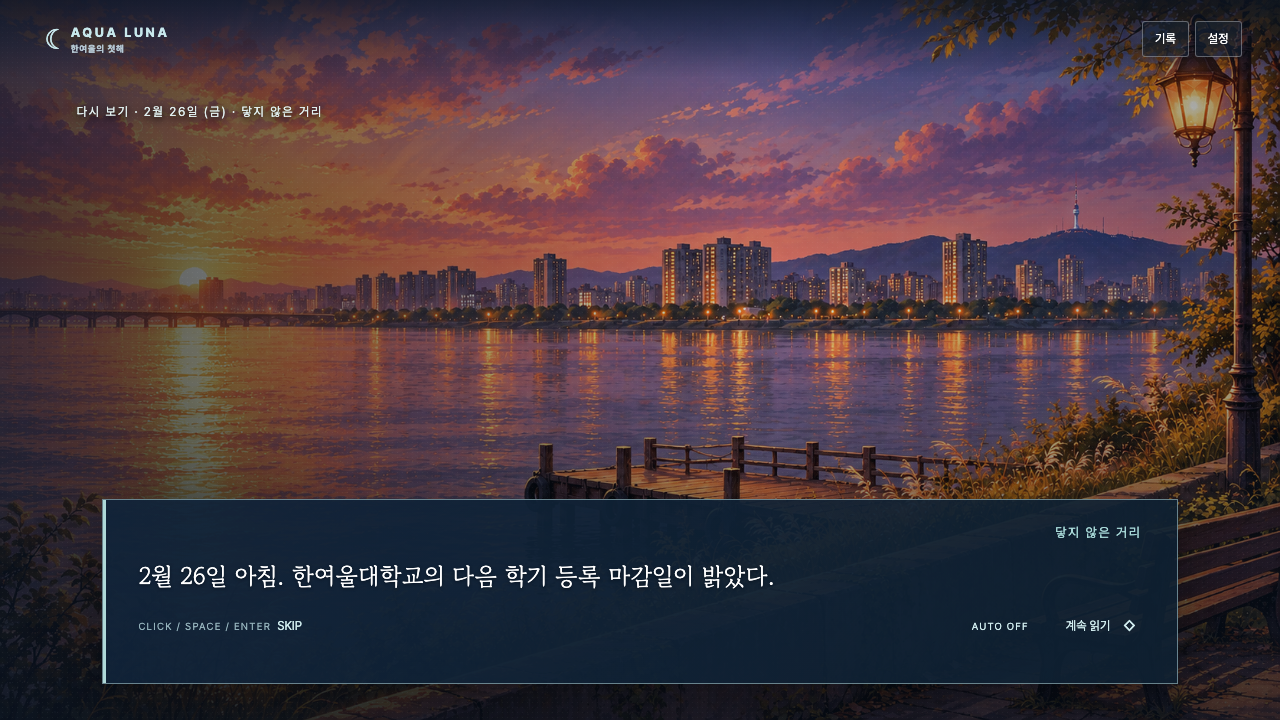 AQUA LUNA
한여울의 첫해
기록
설정
다시 보기 · 2월 26일 (금) · 닿지 않은 거리
닿지 않은 거리
2월 26일 아침. 한여울대학교의 다음 학기 등록 마감일이 밝았다.
CLICK / SPACE / ENTER SKIP
AUTO OFF
계속 읽기